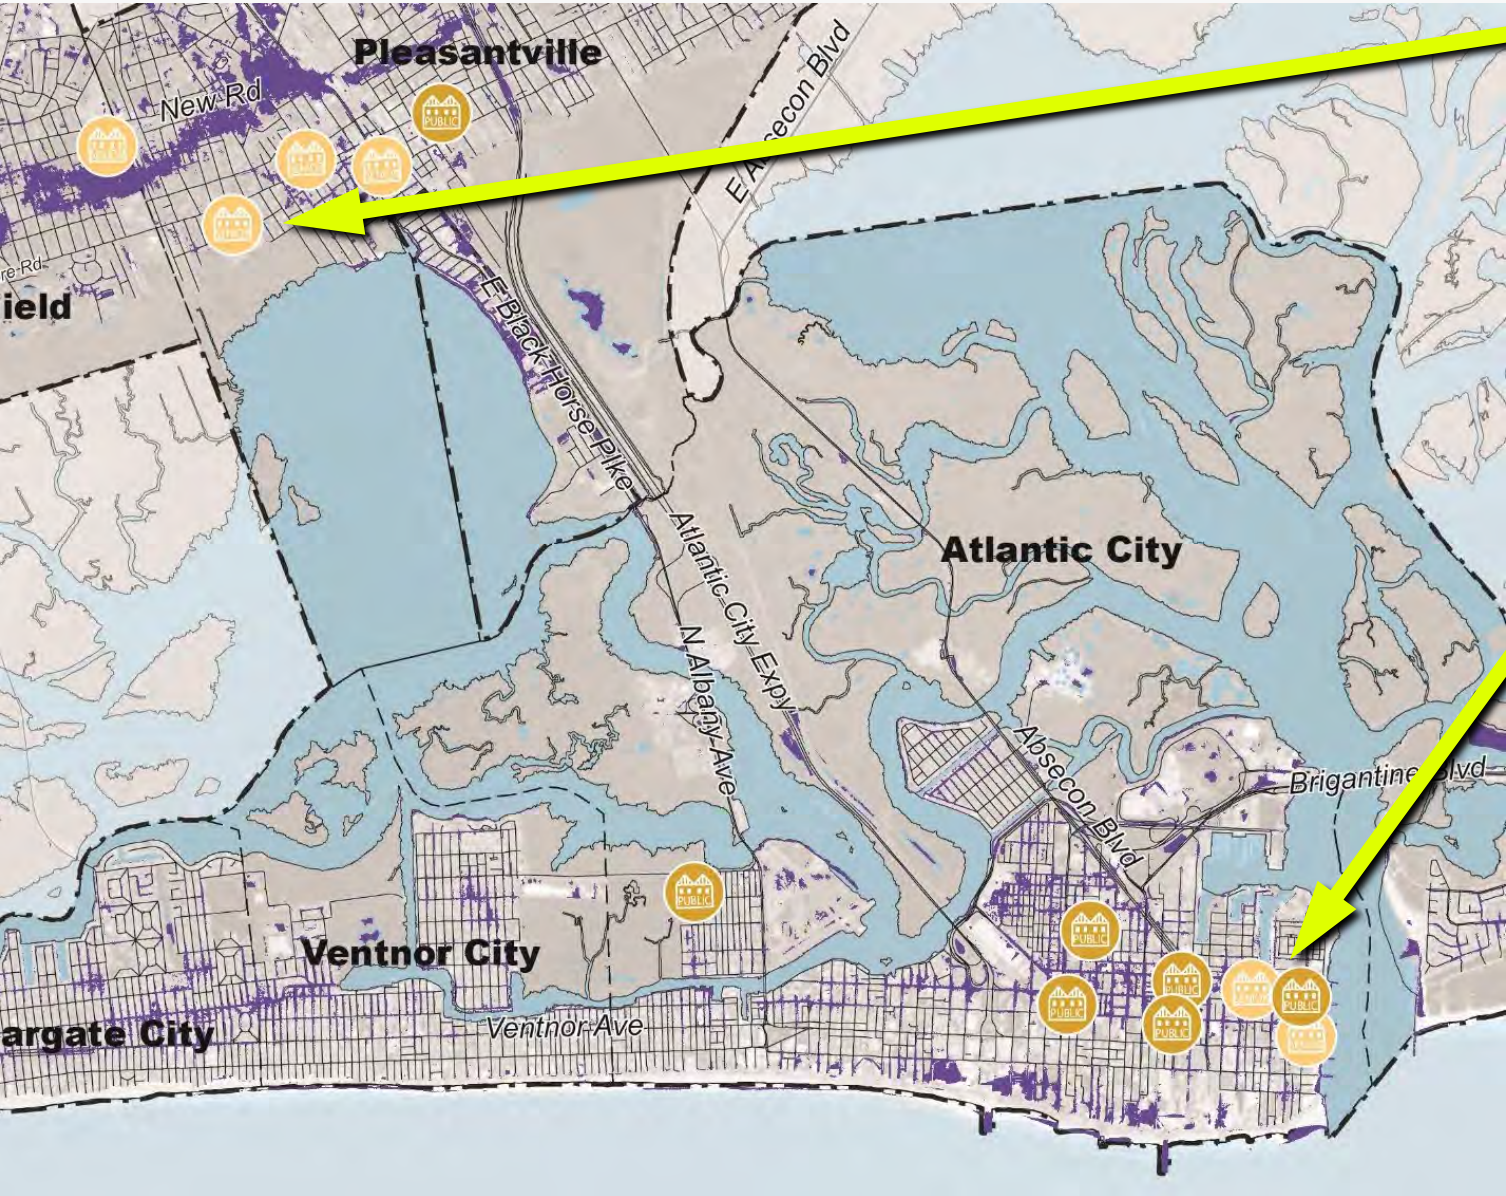 Pleasantville
PUBLIC
New Rd
E Absecon Blvd
re Rd
ield
E Black Horse Pike
Atlantic City
Atlantic City Expy
N Albany Ave
Absecon Blvd
Brigantine Blvd
PUBLIC
PUBLIC
Ventnor City
PUBLIC
PUBLIC
PUBLIC
PUBLIC
argate City
Ventnor Ave